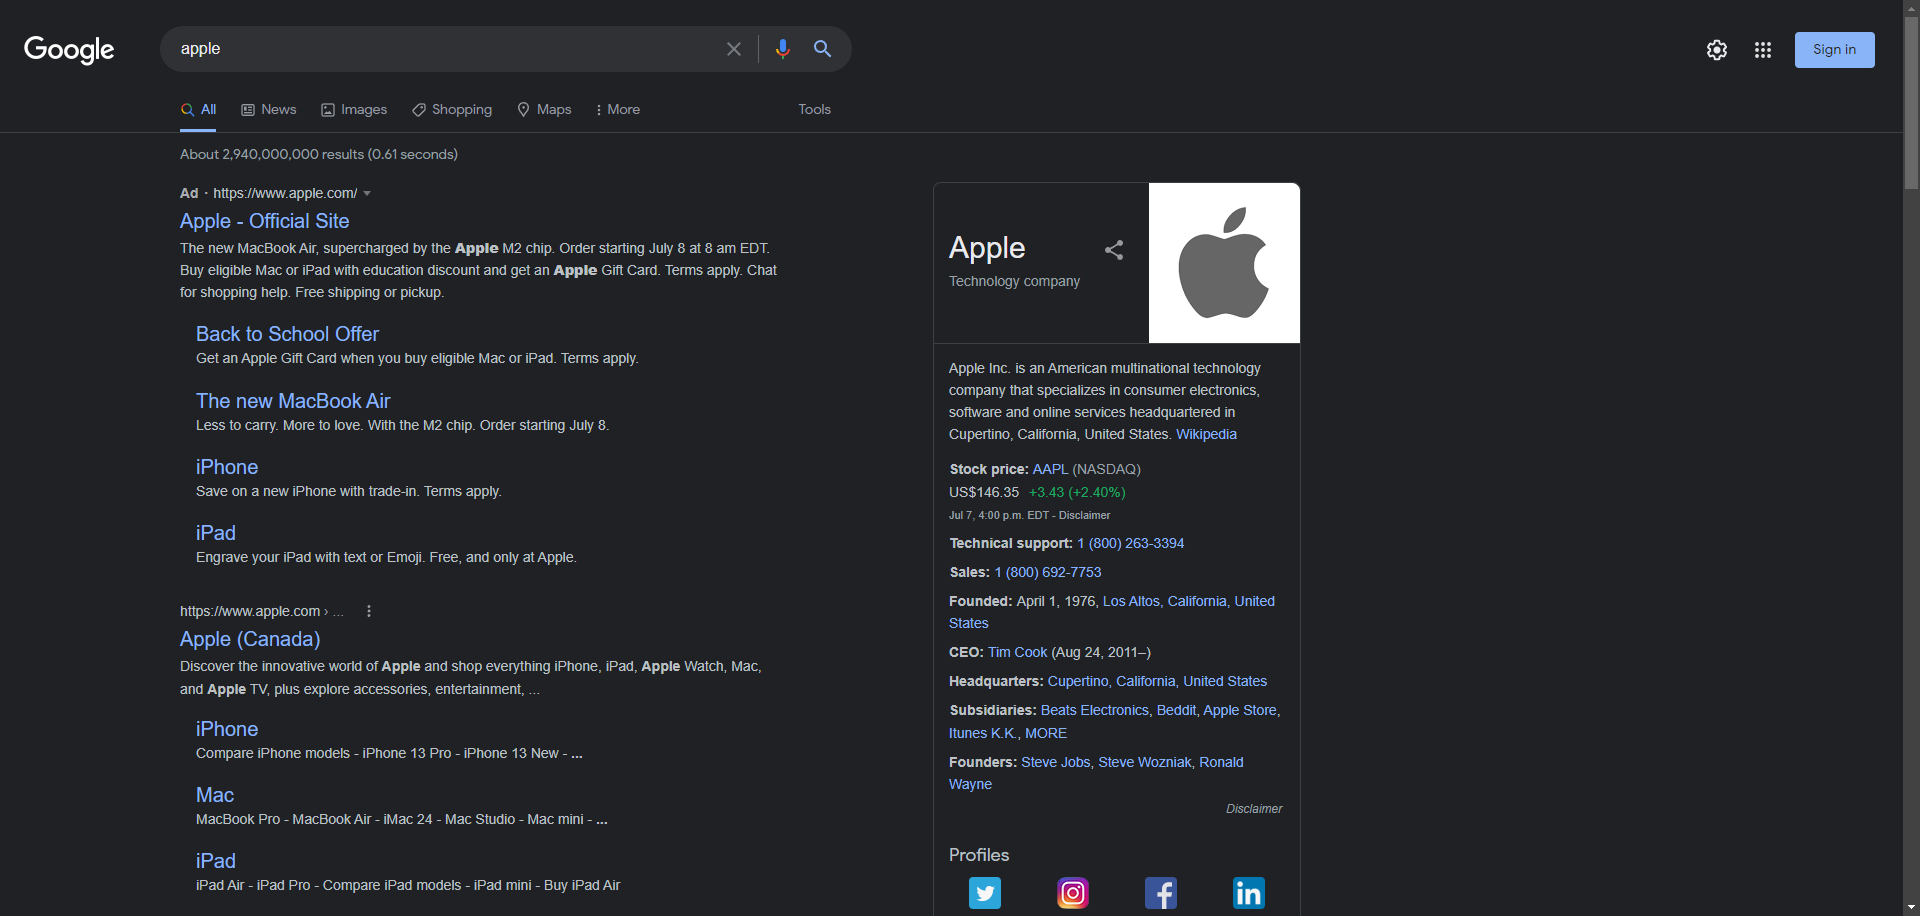 Google
apple
Sign in
All
News
Images
Shopping
Maps
More
Tools
About 2,940,000,000 results (0.61 seconds)
Ad · https://www.apple.com/
Apple - Official Site
The new MacBook Air, supercharged by the Apple M2 chip. Order starting July 8 at 8 am EDT.
Buy eligible Mac or iPad with education discount and get an Apple Gift Card. Terms apply. Chat
for shopping help. Free shipping or pickup.
Back to School Offer
Get an Apple Gift Card when you buy eligible Mac or iPad. Terms apply.
The new MacBook Air
Less to carry. More to love. With the M2 chip. Order starting July 8.
iPhone
Save on a new iPhone with trade-in. Terms apply.
iPad
Engrave your iPad with text or Emoji. Free, and only at Apple.
https://www.apple.com › ...
Apple (Canada)
Discover the innovative world of Apple and shop everything iPhone, iPad, Apple Watch, Mac,
and Apple TV, plus explore accessories, entertainment, ...
iPhone
Compare iPhone models - iPhone 13 Pro - iPhone 13 New - ...
Mac
MacBook Pro - MacBook Air - iMac 24 - Mac Studio - Mac mini - ...
iPad
iPad Air - iPad Pro - Compare iPad models - iPad mini - Buy iPad Air
Apple
Technology company
Apple Inc. is an American multinational technology
company that specializes in consumer electronics,
software and online services headquartered in
Cupertino, California, United States. Wikipedia
Stock price: AAPL (NASDAQ)
US$146.35 +3.43 (+2.40%)
Jul 7, 4:00 p.m. EDT - Disclaimer
Technical support: 1 (800) 263-3394
Sales: 1 (800) 692-7753
Founded: April 1, 1976, Los Altos, California, United
States
CEO: Tim Cook (Aug 24, 2011–)
Headquarters: Cupertino, California, United States
Subsidiaries: Beats Electronics, Beddit, Apple Store,
Itunes K.K., MORE
Founders: Steve Jobs, Steve Wozniak, Ronald
Wayne
Disclaimer
Profiles